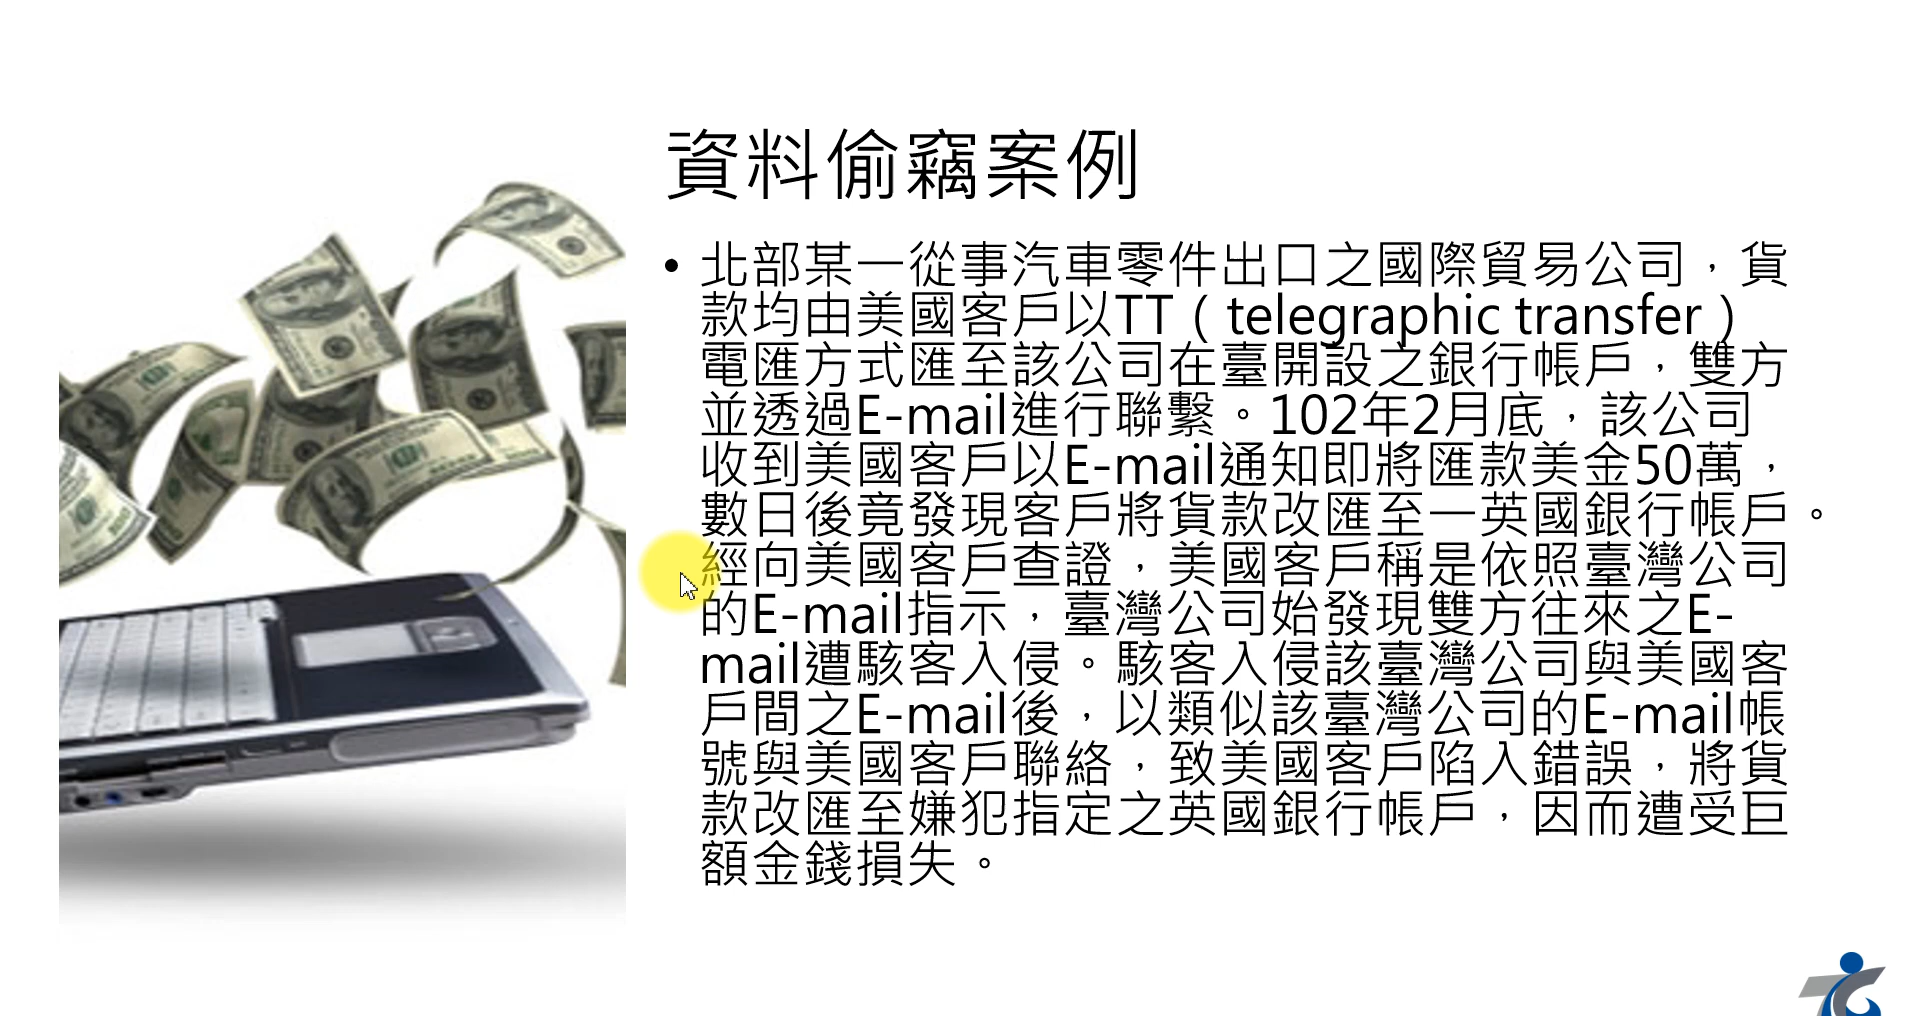 資料偷竊案例
• 北部某一從事汽車零件出口之國際貿易公司，貨
款均由美國客戶以TT（telegraphic transfer）
電匯方式匯至該公司在臺開設之銀行帳戶，雙方
並透過E-mail進行聯繫。102年2月底，該公司
收到美國客戶以E-mail通知即將匯款美金50萬，
數日後竟發現客戶將貨款改匯至一英國銀行帳戶。
經向美國客戶查證，美國客戶稱是依照臺灣公司
的E-mail指示，臺灣公司始發現雙方往來之E-
mail遭駭客入侵。駭客入侵該臺灣公司與美國客
戶間之E-mail後，以類似該臺灣公司的E-mail帳
號與美國客戶聯絡，致美國客戶陷入錯誤，將貨
款改匯至嫌犯指定之英國銀行帳戶，因而遭受巨
額金錢損失。